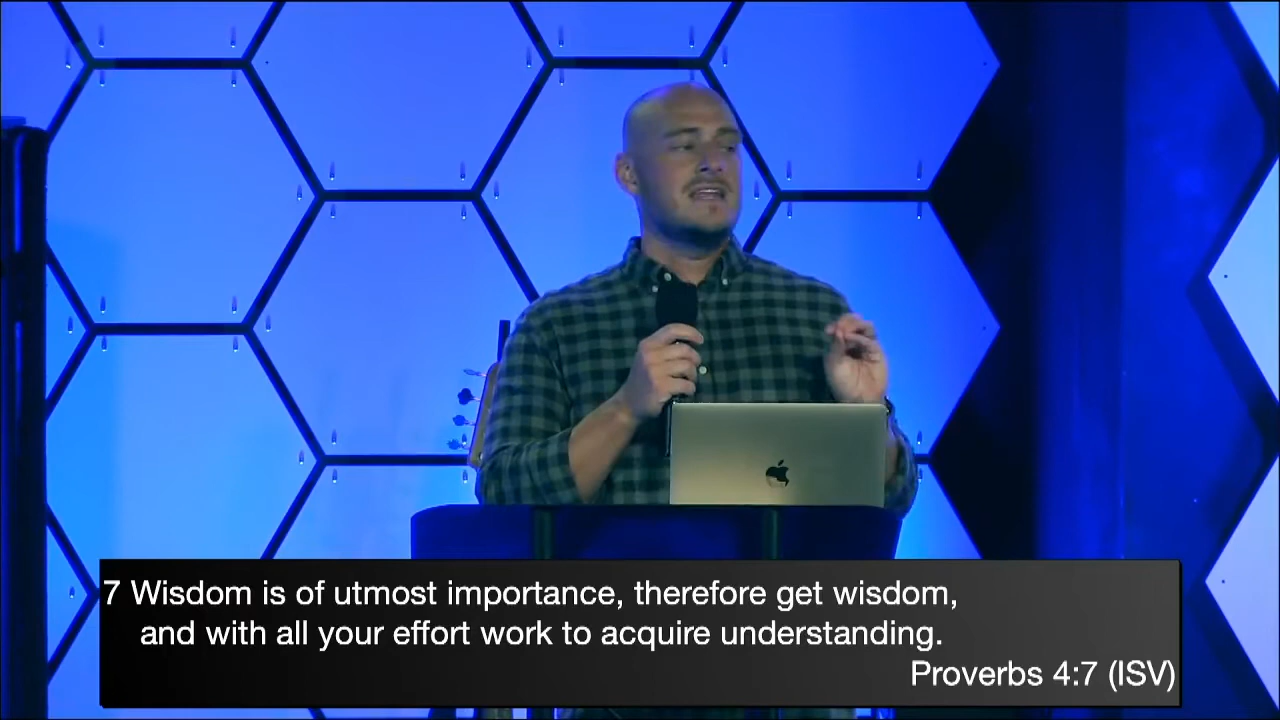 7 Wisdom is of utmost importance, therefore get wisdom,
and with all your effort work to acquire understanding.
Proverbs 4:7 (ISV)